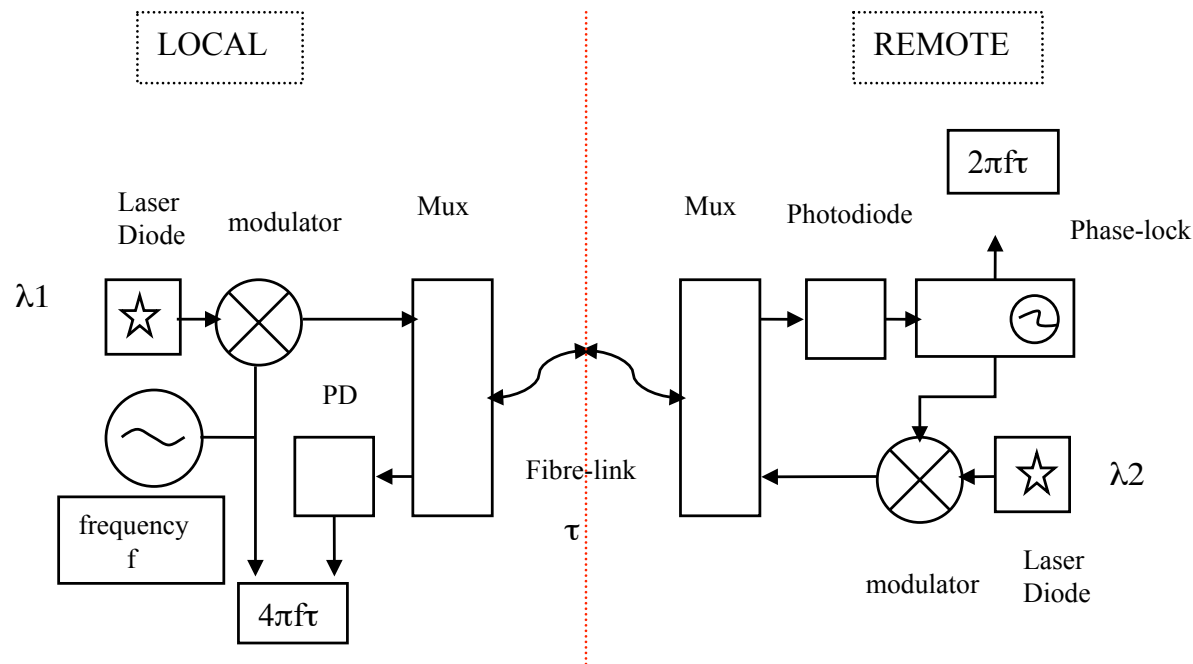 LOCAL
REMOTE
2πfτ
Laser
Diode
modulator
Mux
Mux
Photodiode
Phase-lock
λ1
PD
Fibre-link
τ
λ2
frequency
f
modulator
Laser
Diode
4πfτ